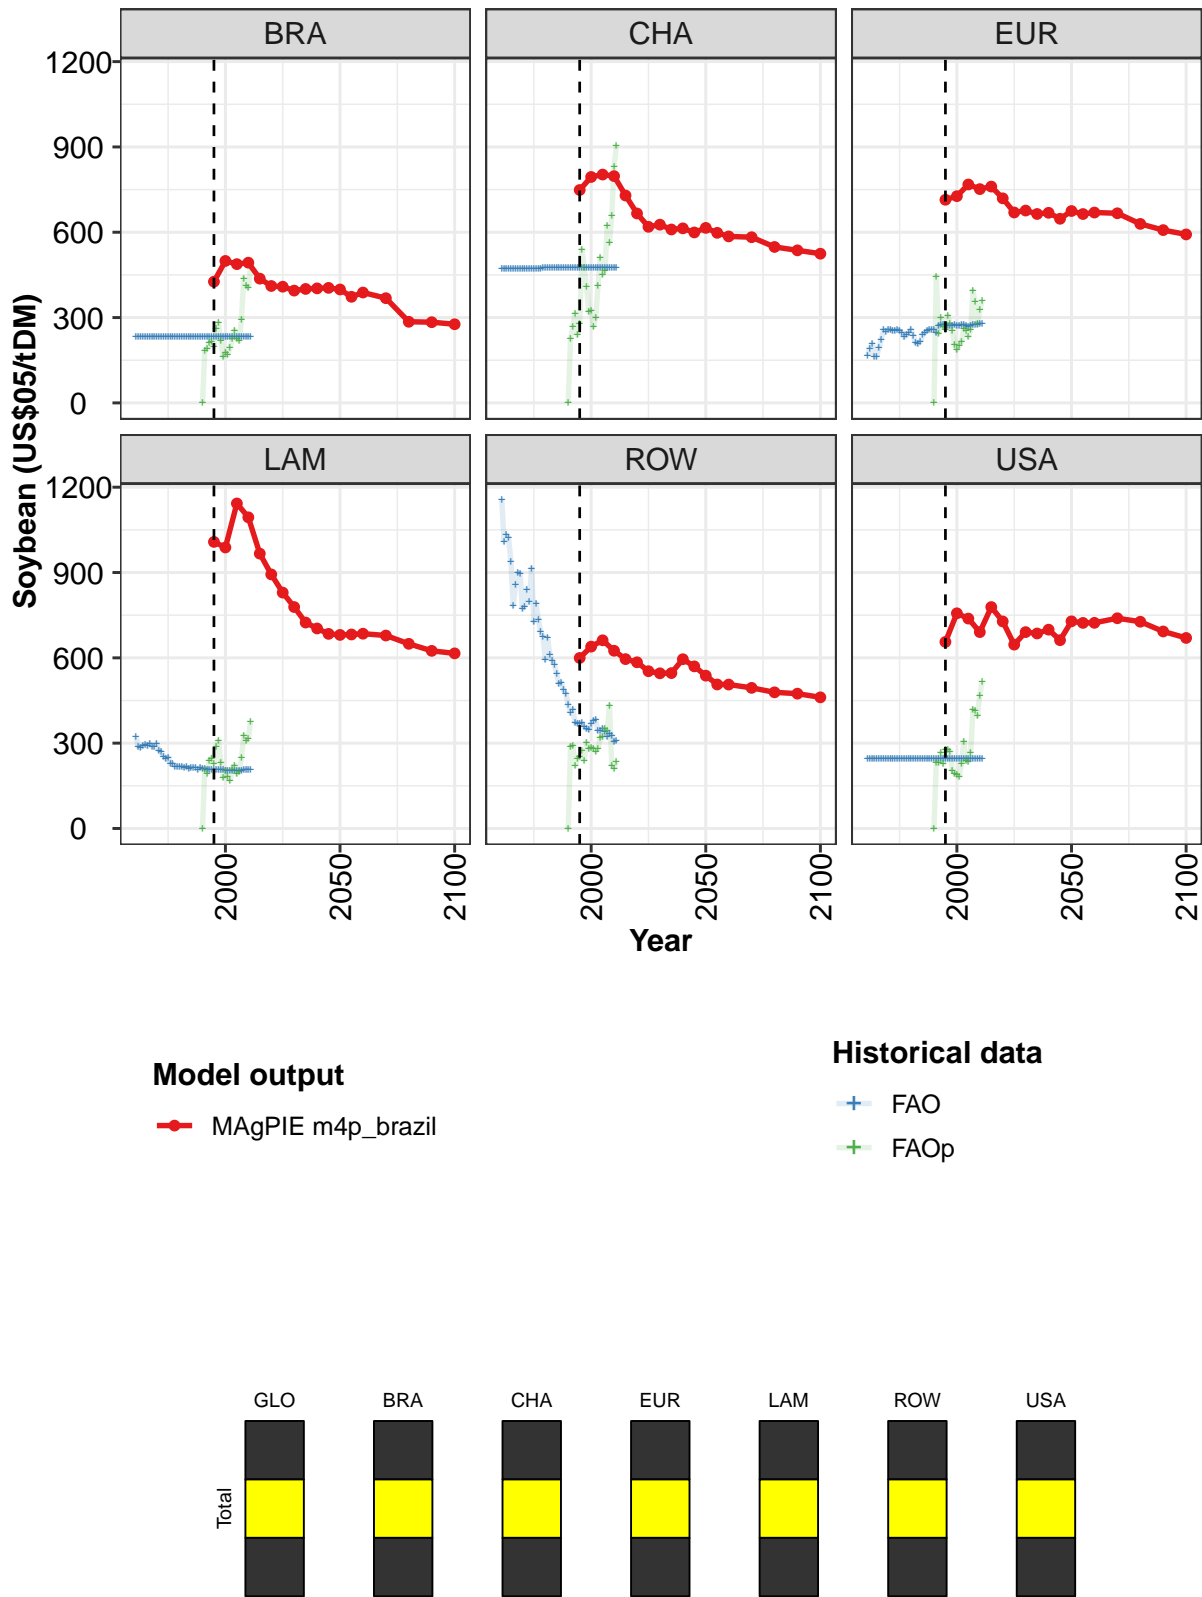 BRA CHA EUR
1200
900
600
300
0
LAM ROW USA
1200
900
600
300
0
Soybean (US$05/tDM)
2000 2050 2100 2000 2050 2100 2000 2050 2100
Year
Model output
MAgPIE m4p_brazil
Historical data
FAO
FAOp
GLO BRA CHA EUR LAM ROW USA
Total